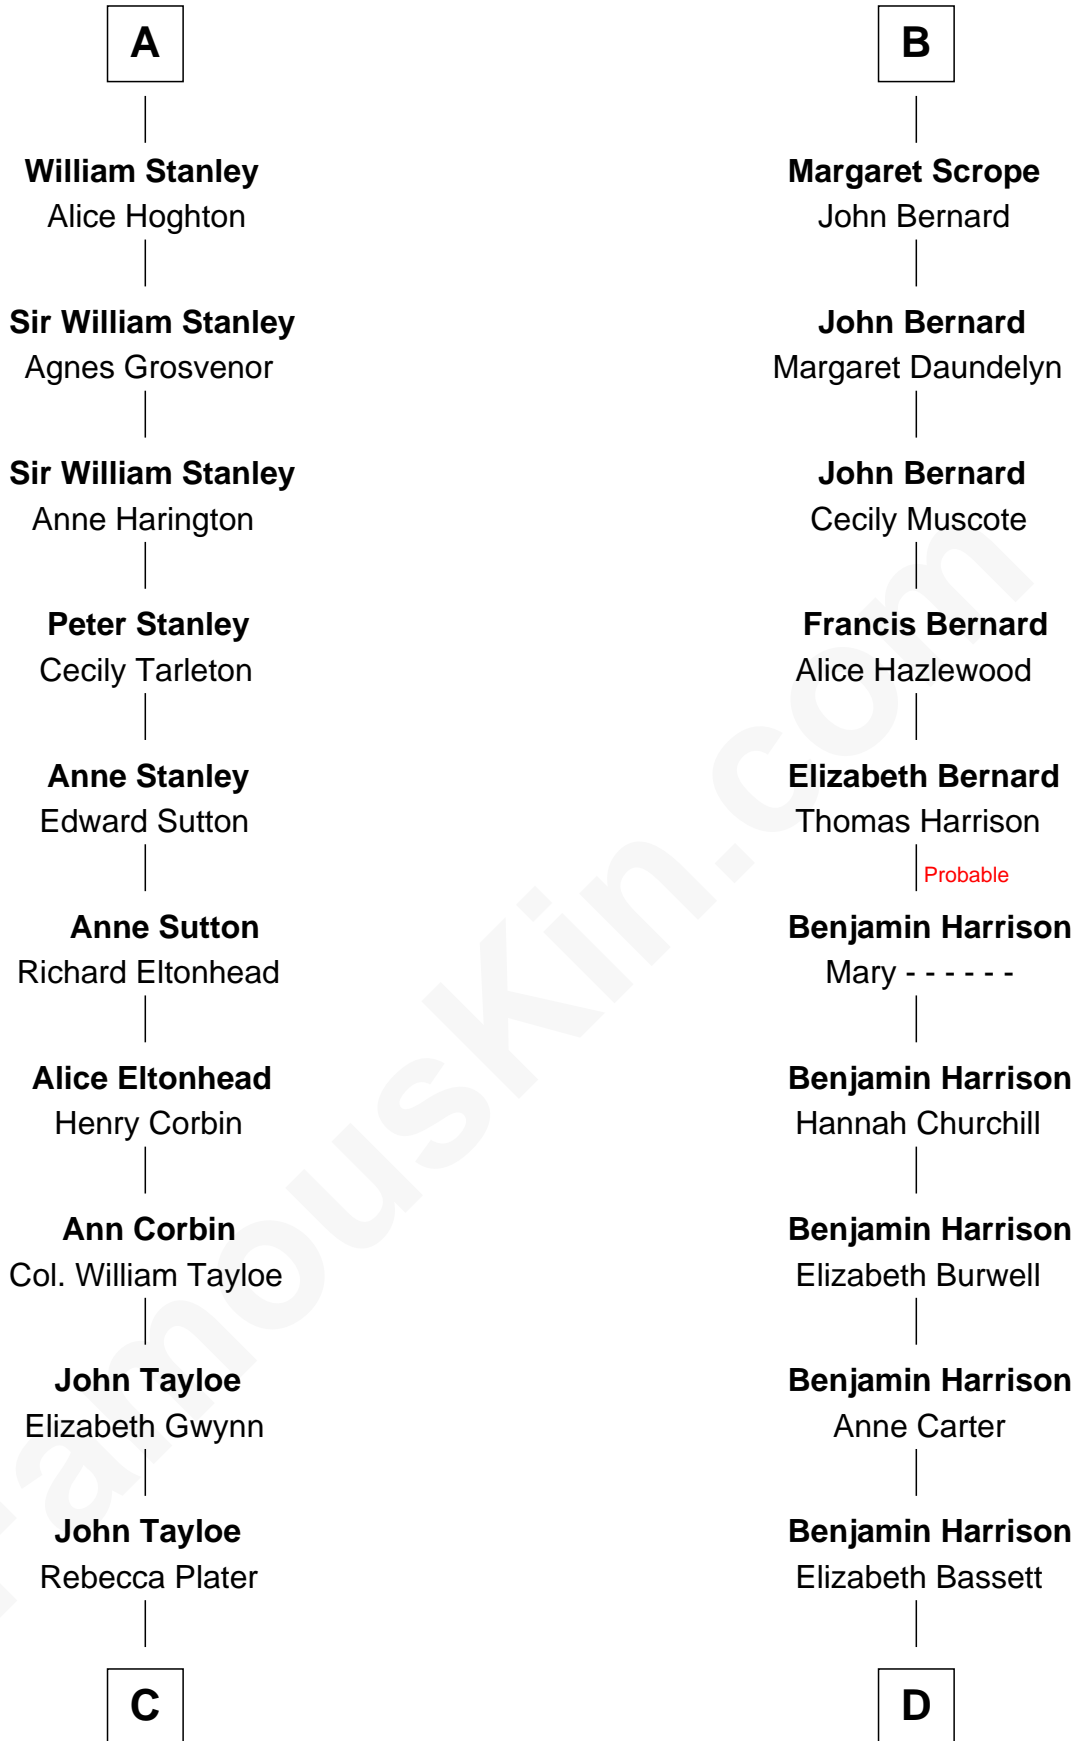 A
William Stanley
Alice Hoghton
Sir William Stanley
Agnes Grosvenor
Sir William Stanley
Anne Harington
Peter Stanley
Cecily Tarleton
Anne Stanley
Edward Sutton
Anne Sutton
Richard Eltonhead
Alice Eltonhead
Henry Corbin
Ann Corbin
Col. William Tayloe
John Tayloe
Elizabeth Gwynn
John Tayloe
Rebecca Plater
C
B
Margaret Scrope
John Bernard
John Bernard
Margaret Daundelyn
John Bernard
Cecily Muscote
Francis Bernard
Alice Hazlewood
Elizabeth Bernard
Thomas Harrison
Probable
Benjamin Harrison
Mary - - - - - -
Benjamin Harrison
Hannah Churchill
Benjamin Harrison
Elizabeth Burwell
Benjamin Harrison
Anne Carter
Benjamin Harrison
Elizabeth Bassett
D
FamousKin.com